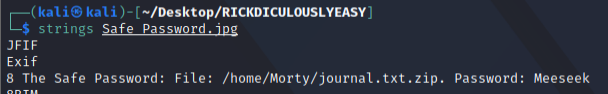 (kali㉿kali)-[~/Desktop/RICKDICULOUSLYEASY]
$ strings Safe_Password.jpg
JFIF
Exif
8 The Safe Password: File: /home/Morty/journal.txt.zip. Password: Meeseek
8BIM